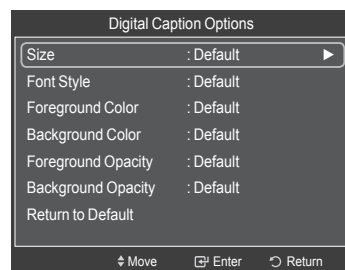 Digital Caption Options
Size : Default ►
Font Style : Default
Foreground Color : Default
Background Color : Default
Foreground Opacity : Default
Background Opacity : Default
Return to Default
Move Enter Return